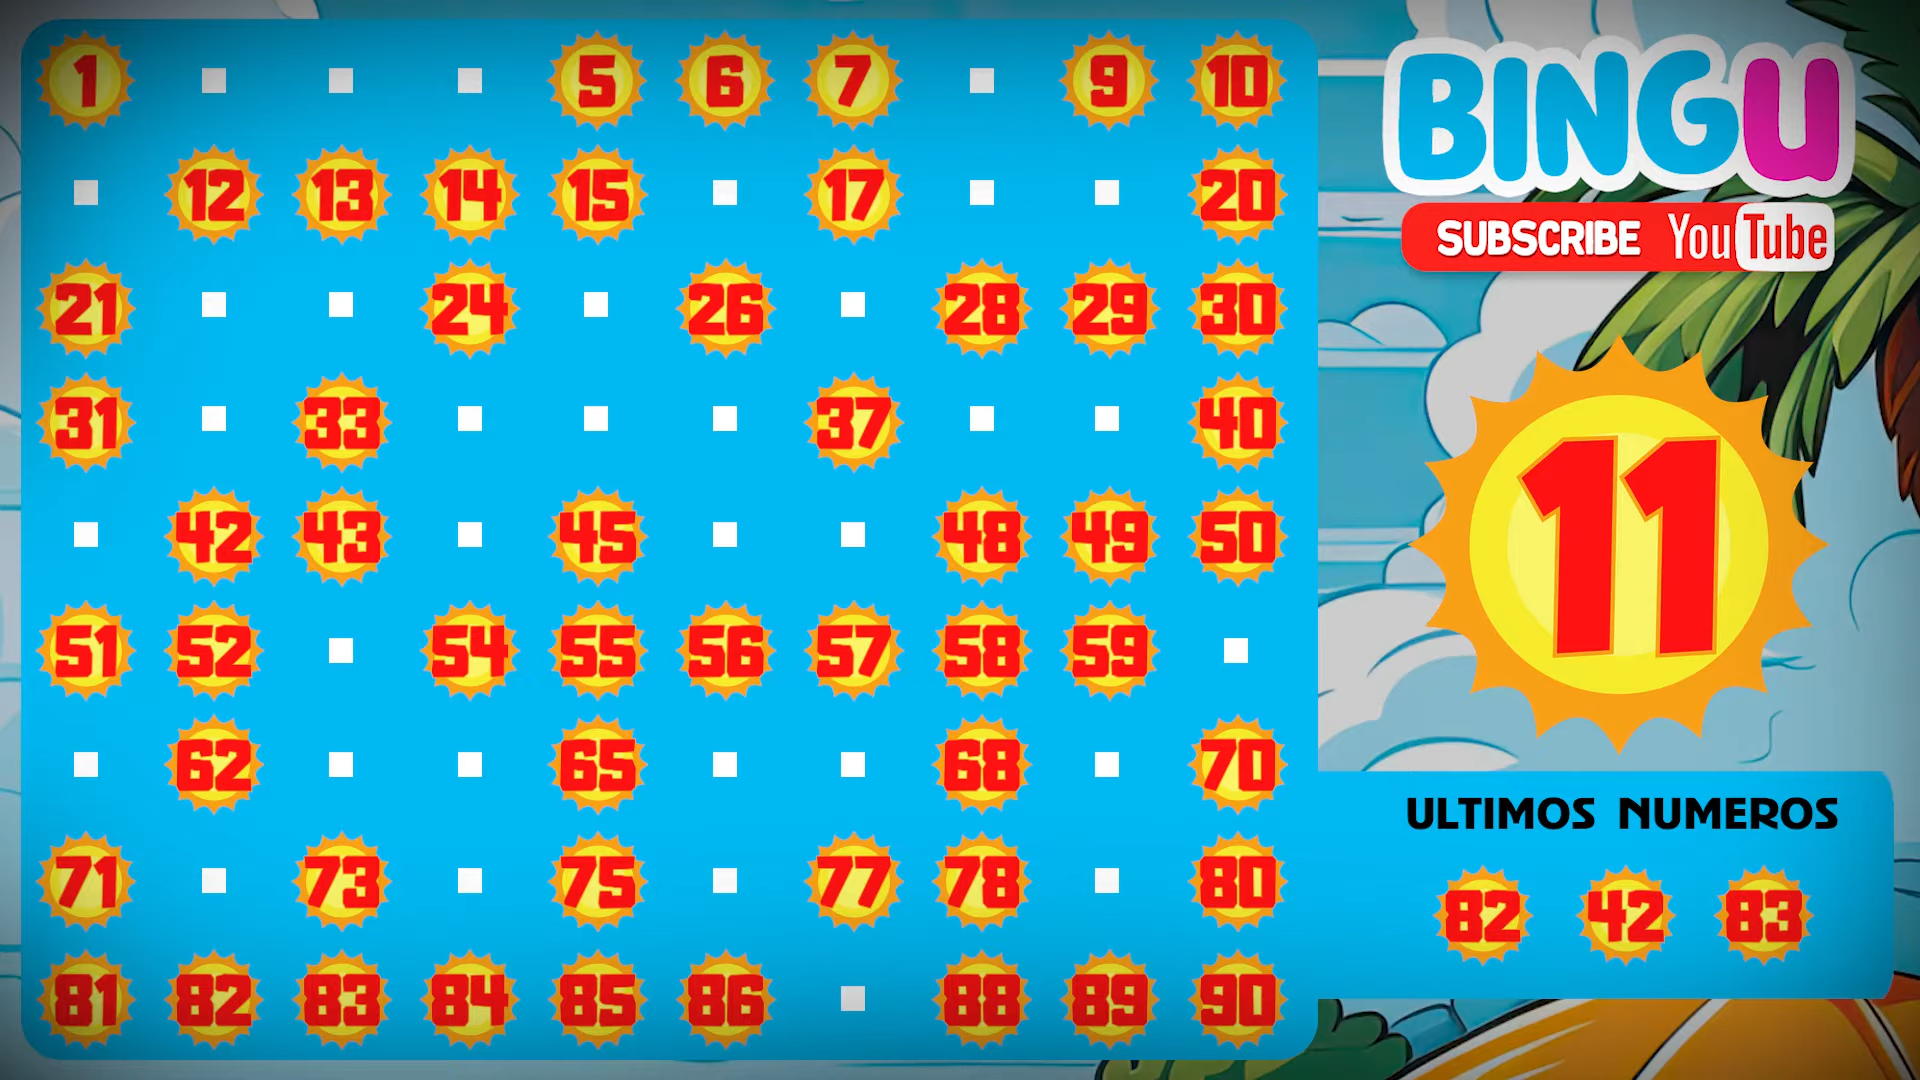 1 5 6 7 9 10
12 13 14 15 17 20
21 24 26 28 29 30
31 33 37 40
42 43 45 48 49 50
51 52 54 55 56 57 58 59
62 65 68 70
71 73 75 77 78 80
81 82 83 84 85 86 88 89 90
BINGU
SUBSCRIBE YouTube
11
ULTIMOS NUMEROS
82 42 83